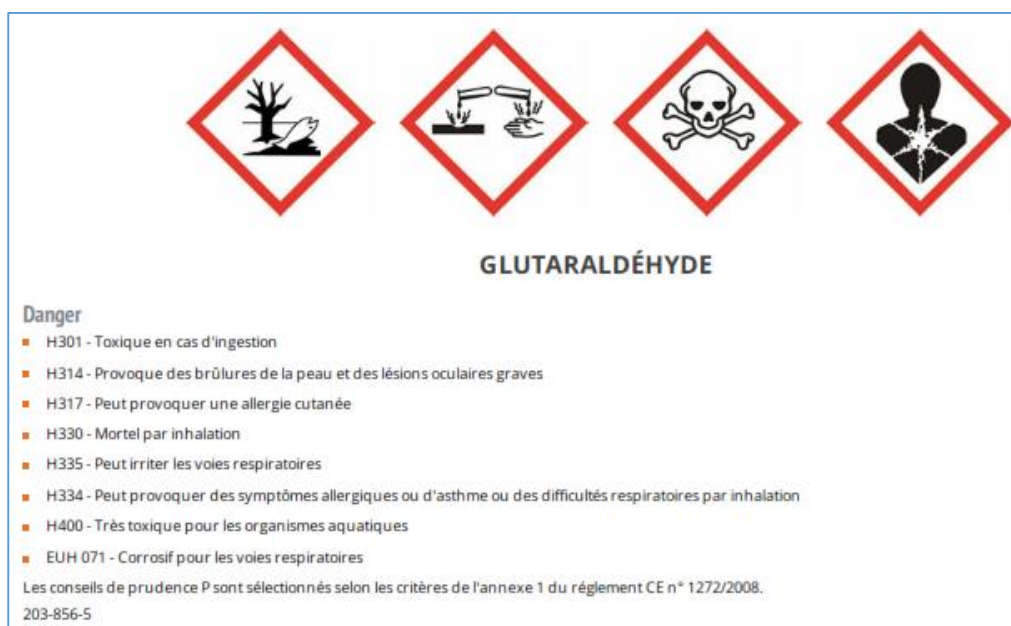 GLUTARALDÉHYDE
Danger
H301 - Toxique en cas d'ingestion
H314 - Provoque des brûlures de la peau et des lésions oculaires graves
H317 - Peut provoquer une allergie cutanée
H330 - Mortel par inhalation
H335 - Peut irriter les voies respiratoires
H334 - Peut provoquer des symptômes allergiques ou d'asthme ou des difficultés respiratoires par inhalation
H400 - Très toxique pour les organismes aquatiques
EUH 071 - Corrosif pour les voies respiratoires
Les conseils de prudence P sont sélectionnés selon les critères de l'annexe 1 du réglement CE n° 1272/2008.
203-856-5